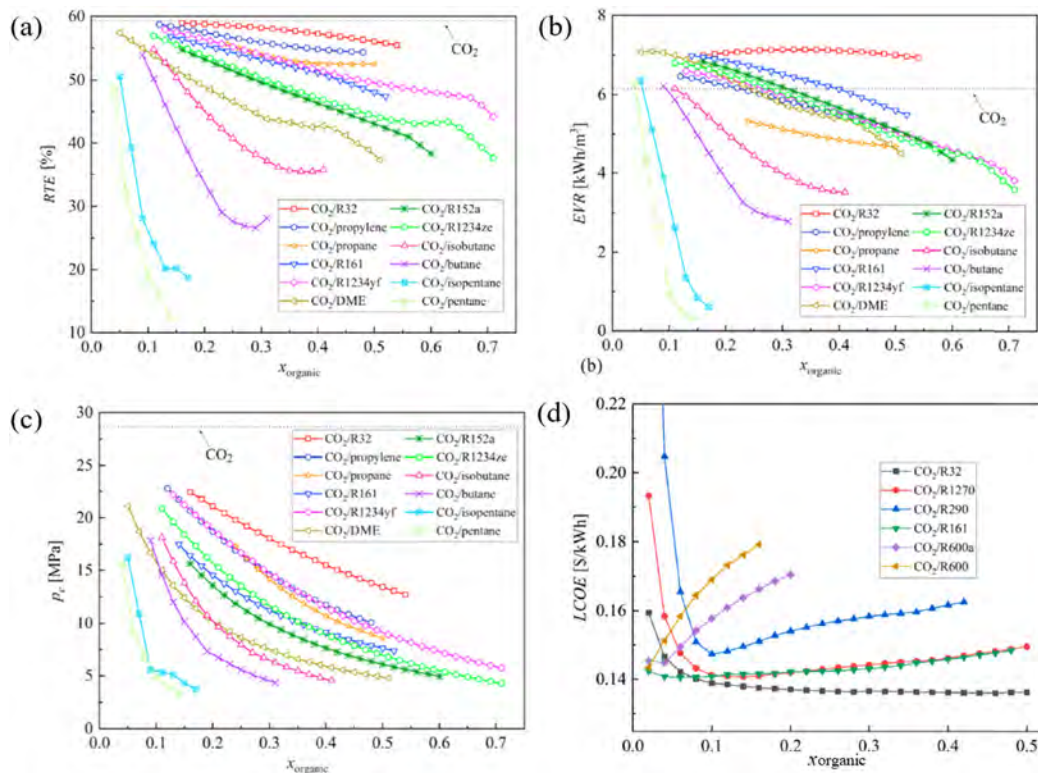 (a)
60
50
40
30
20
10
RTE [%]
0.0 0.1 0.2 0.3 0.4 0.5 0.6 0.7
xorganic
CO2
CO2/R32
CO2/propylene
CO2/propane
CO2/R161
CO2/R1234yf
CO2/DME
CO2/R152a
CO2/R1234ze
CO2/isobutane
CO2/butane
CO2/isopentane
CO2/pentane
(b)
10
8
6
4
2
0
EVR [kWh/m3]
0.0 0.1 0.2 0.3 0.4 0.5 0.6 0.7
xorganic
CO2
CO2/R32
CO2/propylene
CO2/propane
CO2/R161
CO2/R1234yf
CO2/DME
CO2/R152a
CO2/R1234ze
CO2/isobutane
CO2/butane
CO2/isopentane
CO2/pentane
(b)
(c)
30
25
20
15
10
5
0
[MPa]
0.0 0.1 0.2 0.3 0.4 0.5 0.6 0.7
xorganic
CO2
CO2/R32
CO2/propylene
CO2/propane
CO2/R161
CO2/R1234yf
CO2/DME
CO2/R152a
CO2/R1234ze
CO2/isobutane
CO2/butane
CO2/isopentane
CO2/pentane
(d)
0.22
0.20
0.18
0.16
0.14
LCOE [$/kWh]
0.0 0.1 0.2 0.3 0.4 0.5
xorganic
CO2/R32
CO2/R1270
CO2/R290
CO2/R161
CO2/R600a
CO2/R600